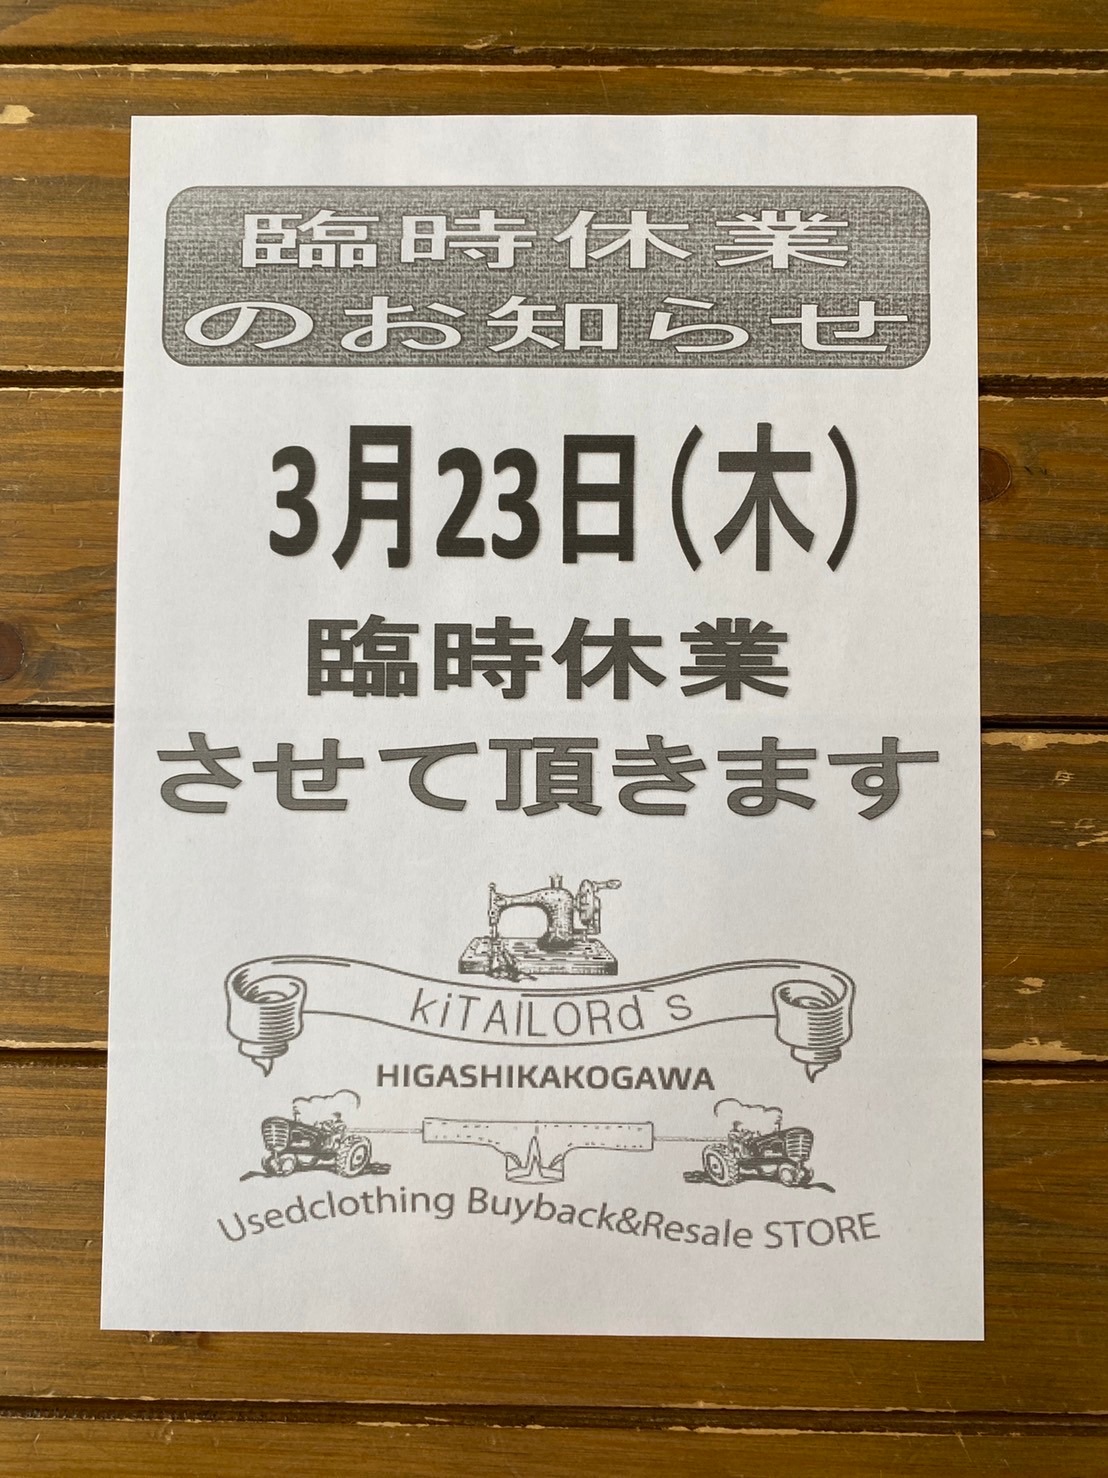 臨時休業
のお知らせ
3月23日（木）
臨時休業
させて頂きます
kiTAILORd`s
HIGASHIKAKOGAWA
Usedclothing Buyback&Resale STORE